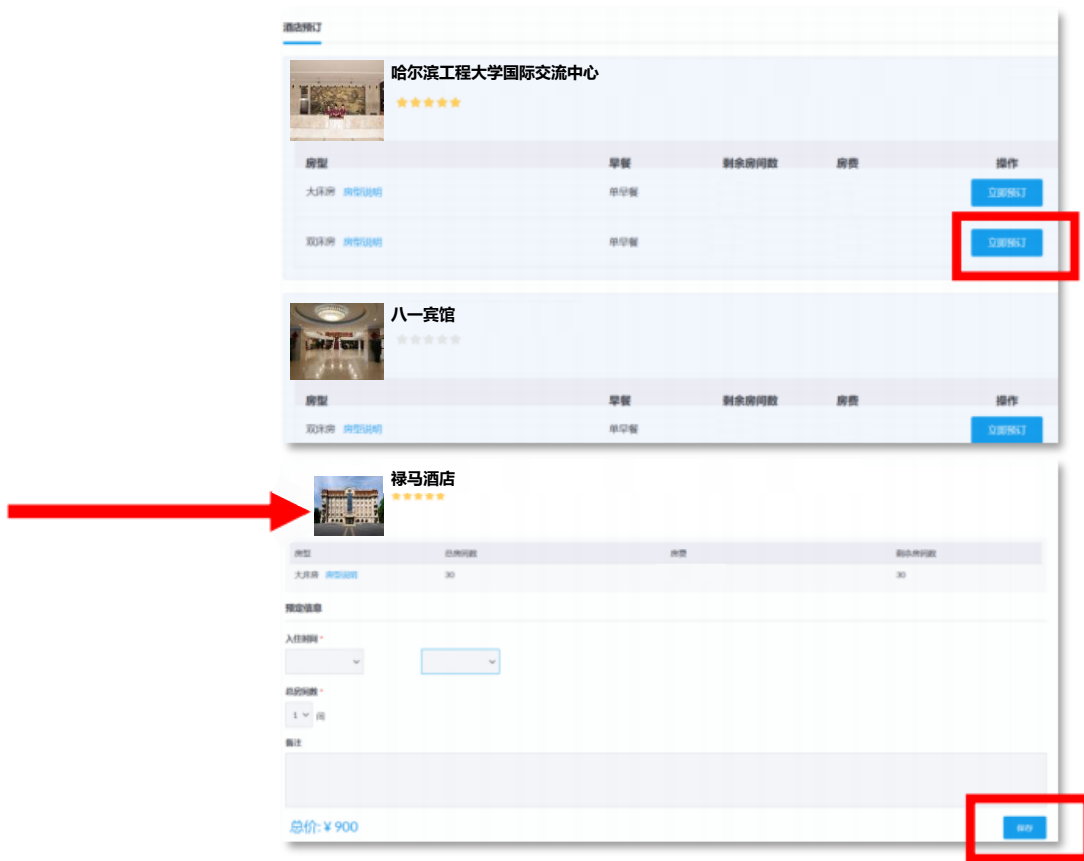 酒店预订
哈尔滨工程大学国际交流中心
房型 早餐 剩余房间数 房费 操作
大床房 房型说明 单早餐 立即预订
双床房 房型说明 单早餐 立即预订
八一宾馆
房型 早餐 剩余房间数 房费 操作
双床房 房型说明 单早餐 立即预订
禄马酒店
房型 总房间数 房费 剩余房间数
大床房 房型说明 30 30
预定信息
入住时间 *
总房间数 *
1 间
备注
总价: ¥ 900
保存